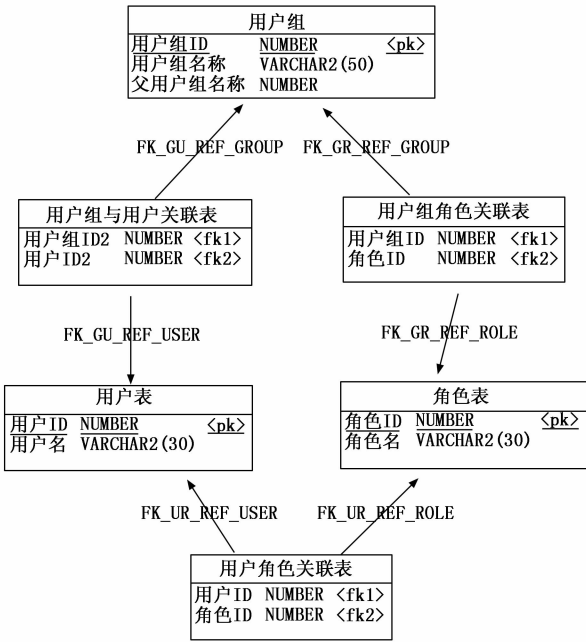 用户组
用户组ID NUMBER <pk>
用户组名称 VARCHAR2(50)
父用户组名称 NUMBER
FK_GU_REF_GROUP FK_GR_REF_GROUP
用户组与用户关联表
用户组ID2 NUMBER <fk1>
用户ID2 NUMBER <fk2>
用户组角色关联表
用户组ID NUMBER <fk1>
角色ID NUMBER <fk2>
FK_GU_REF_USER FK_GR_REF_ROLE
用户表
用户ID NUMBER <pk>
用户名 VARCHAR2(30)
角色表
角色ID NUMBER <pk>
角色名 VARCHAR2(30)
FK_UR_REF_USER FK_UR_REF_ROLE
用户角色关联表
用户ID NUMBER <fk1>
角色ID NUMBER <fk2>